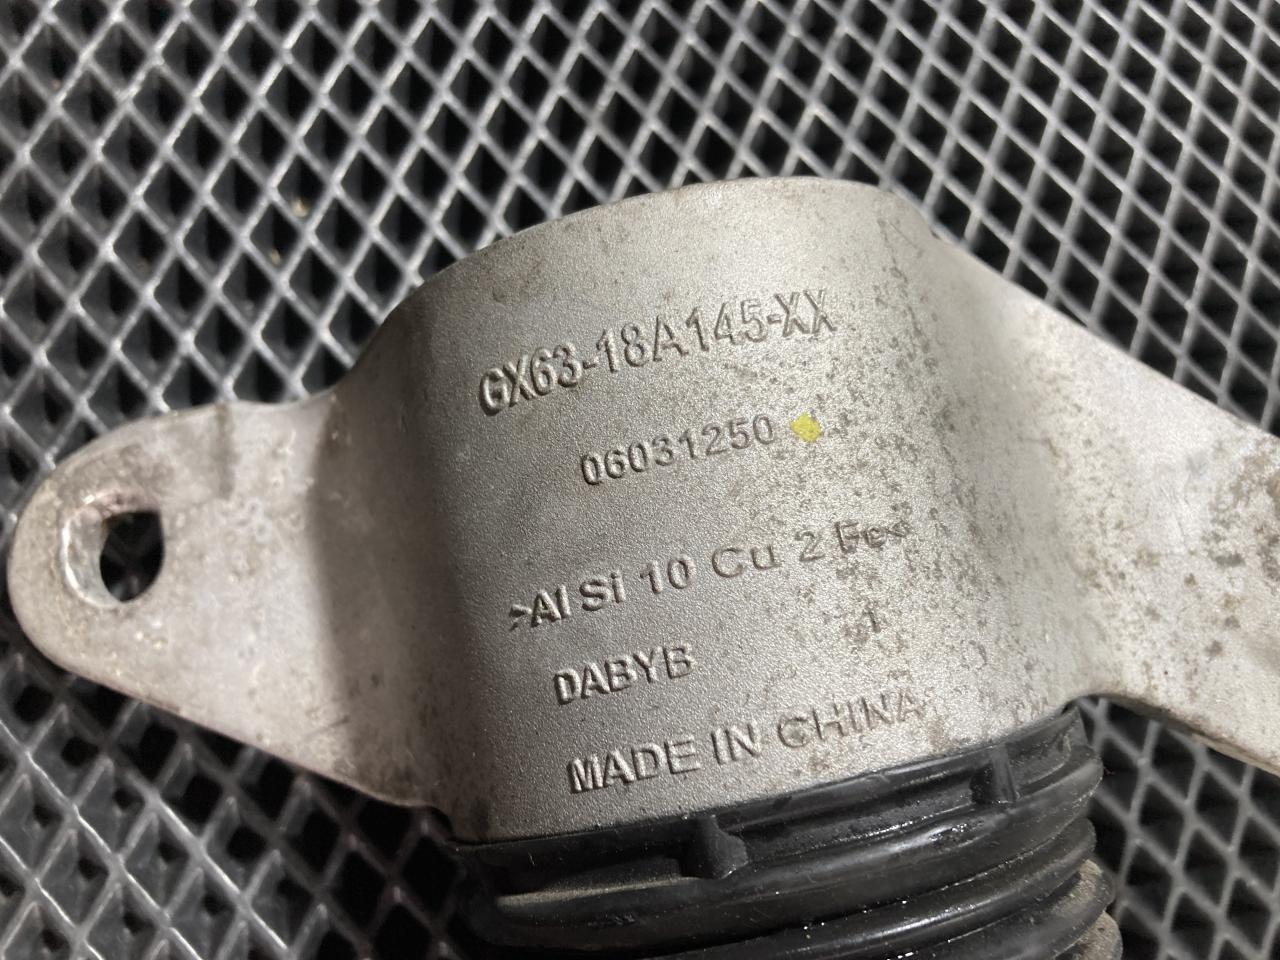 GX63-18A145-XX
06031250
>Al Si 10 Cu 2 Fe<
DABYB
MADE IN CHINA